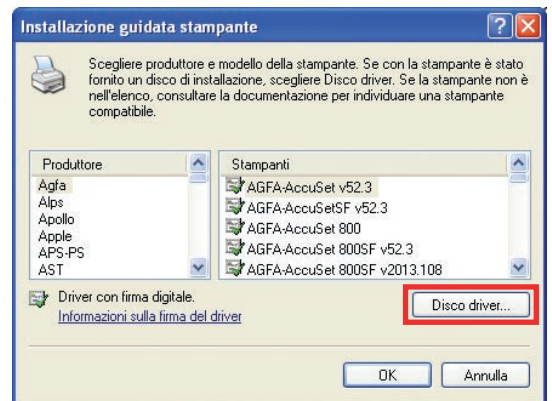 Installazione guidata stampante
Scegliere produttore e modello della stampante. Se con la stampante è stato
fornito un disco di installazione, scegliere Disco driver. Se la stampante non è
nell'elenco, consultare la documentazione per individuare una stampante
compatibile.
Produttore
Agfa
Alps
Apollo
Apple
APS-PS
AST
Stampanti
AGFA-AccuSet v52.3
AGFA-AccuSetSF v52.3
AGFA-AccuSet 800
AGFA-AccuSet 800SF v52.3
AGFA-AccuSet 800SF v2013.108
Driver con firma digitale.
Informazioni sulla firma del driver
Disco driver...
OK
Annulla